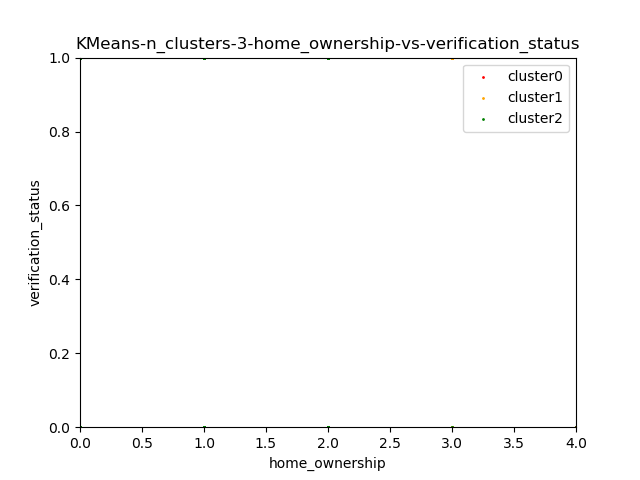 KMeans-n_clusters-3-home_ownership-vs-verification_status
1.0
0.8
0.6
0.4
0.2
0.0
verification_status
cluster0
cluster1
cluster2
0.0 0.5 1.0 1.5 2.0 2.5 3.0 3.5 4.0
home_ownership